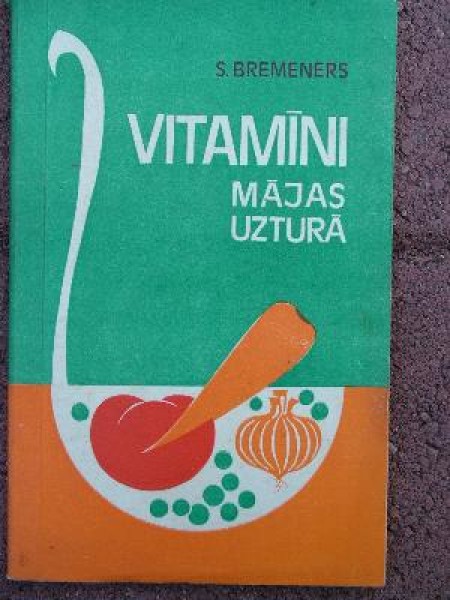 S. BREMENERS
VITAMĪNI
MĀJAS
UZTURĀ